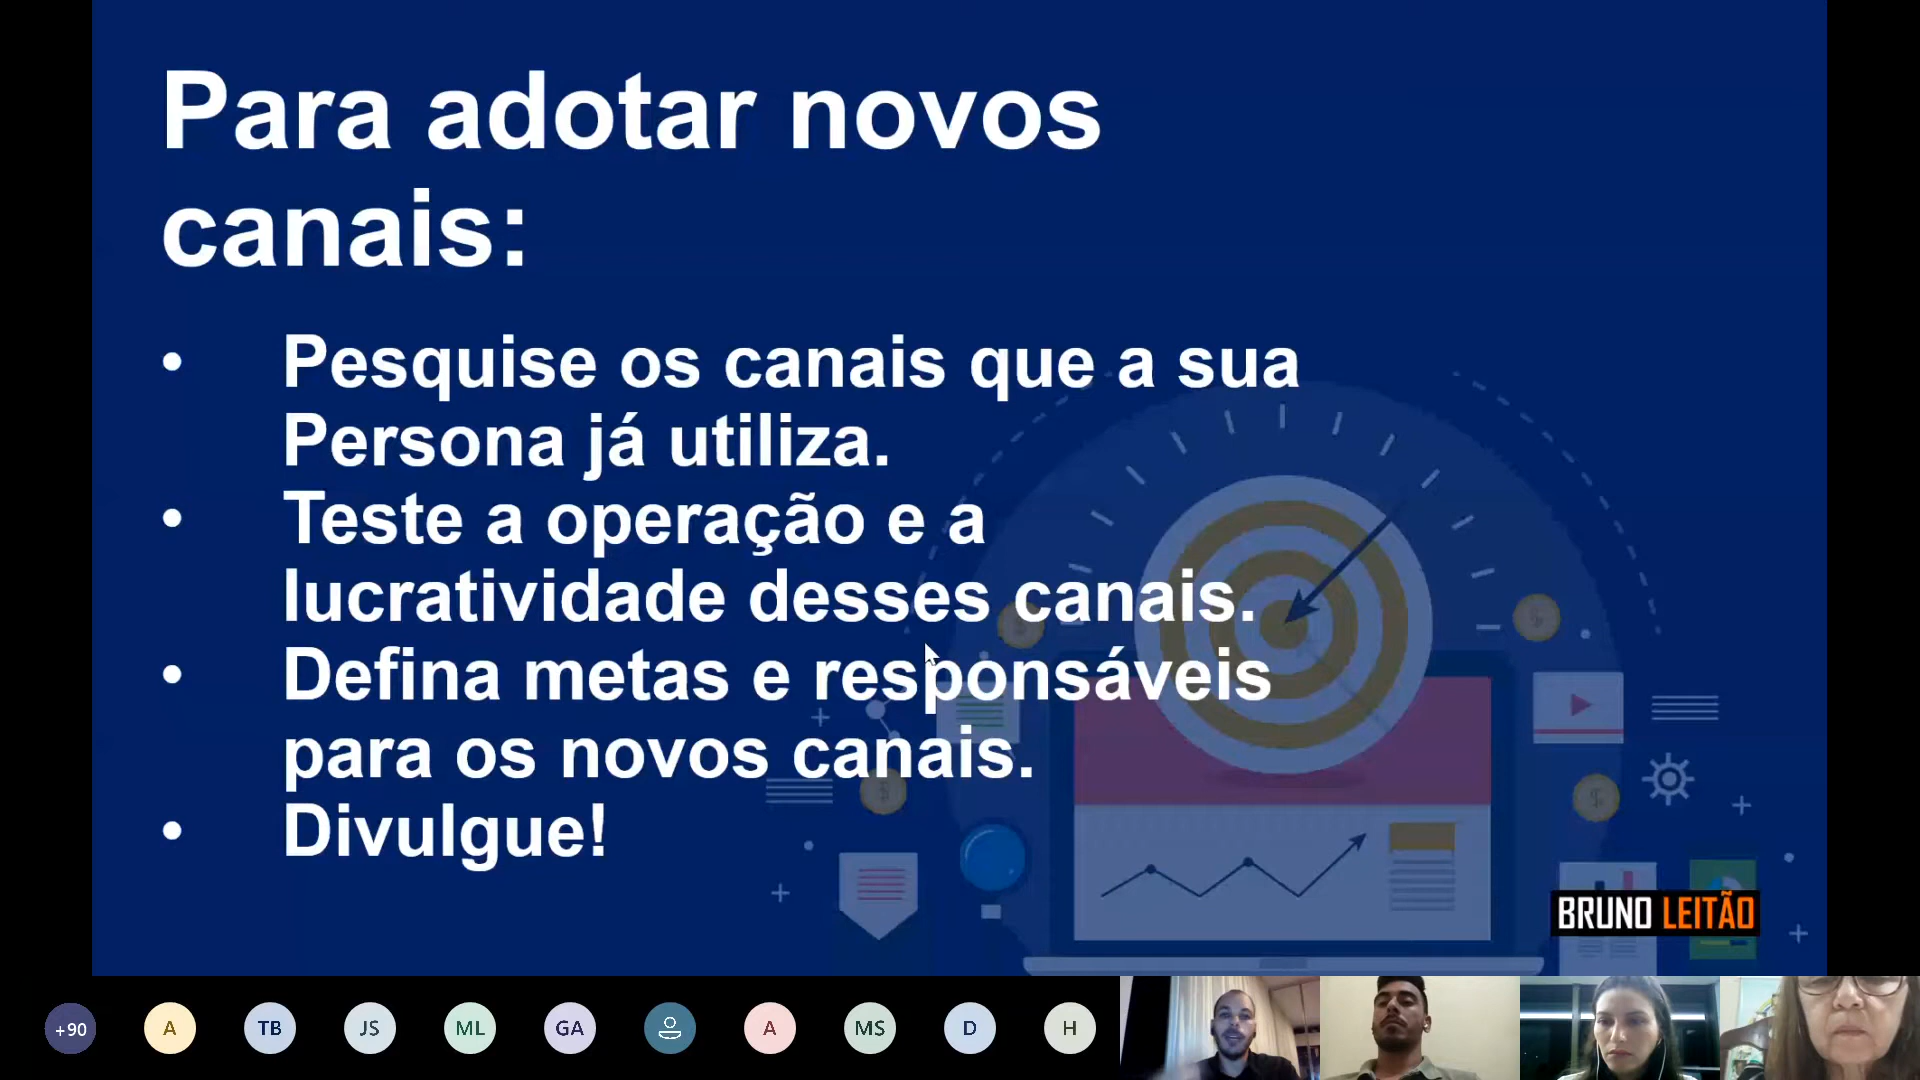 Para adotar novos
canais:
• Pesquise os canais que a sua
Persona já utiliza.
• Teste a operação e a
lucratividade desses canais.
• Defina metas e responsáveis
para os novos canais.
• Divulgue!
BRUNO LEITÃO
+90 A TB JS ML GA A MS D H